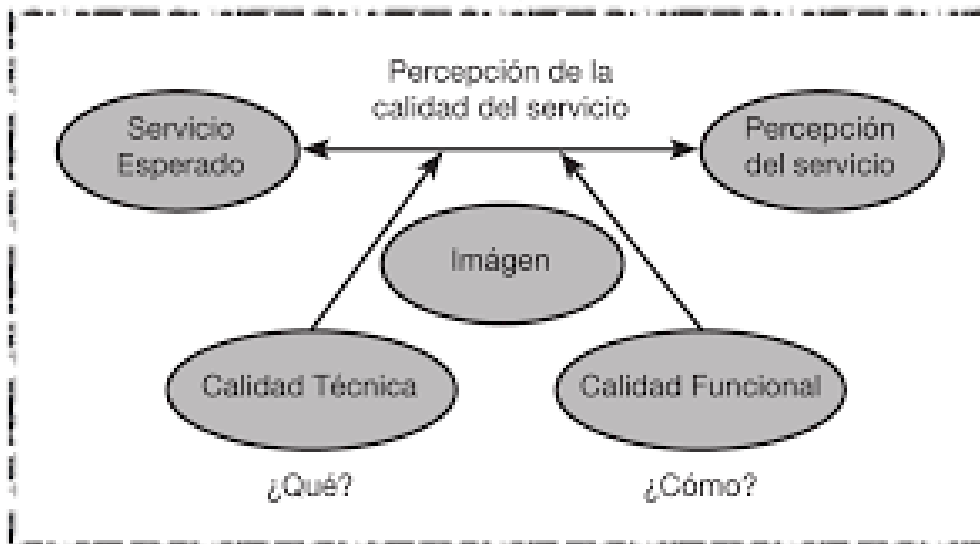 Percepción de la
calidad del servicio
Servicio
Esperado
Percepción
del servicio
Imágen
Calidad Técnica
Calidad Funcional
¿Qué?
¿Cómo?